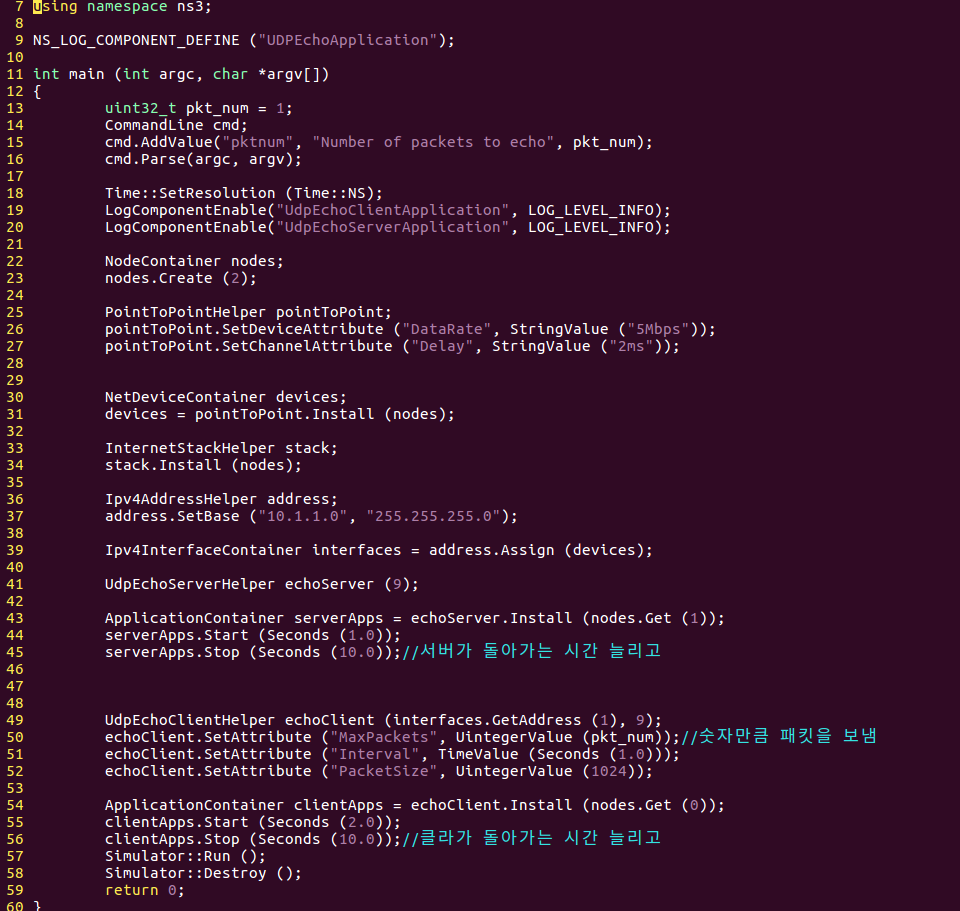 7 using namespace ns3;
8
9 NS_LOG_COMPONENT_DEFINE ("UDPEchoApplication");
10
11 int main (int argc, char *argv[])
12 {
13         uint32_t pkt_num = 1;
14         CommandLine cmd;
15         cmd.AddValue("pktnum", "Number of packets to echo", pkt_num);
16         cmd.Parse(argc, argv);
17
18         Time::SetResolution (Time::NS);
19         LogComponentEnable("UdpEchoClientApplication", LOG_LEVEL_INFO);
20         LogComponentEnable("UdpEchoServerApplication", LOG_LEVEL_INFO);
21
22         NodeContainer nodes;
23         nodes.Create (2);
24
25         PointToPointHelper pointToPoint;
26         pointToPoint.SetDeviceAttribute ("DataRate", StringValue ("5Mbps"));
27         pointToPoint.SetChannelAttribute ("Delay", StringValue ("2ms"));
28
29
30         NetDeviceContainer devices;
31         devices = pointToPoint.Install (nodes);
32
33         InternetStackHelper stack;
34         stack.Install (nodes);
35
36         Ipv4AddressHelper address;
37         address.SetBase ("10.1.1.0", "255.255.255.0");
38
39         Ipv4InterfaceContainer interfaces = address.Assign (devices);
40
41         UdpEchoServerHelper echoServer (9);
42
43         ApplicationContainer serverApps = echoServer.Install (nodes.Get (1));
44         serverApps.Start (Seconds (1.0));
45         serverApps.Stop (Seconds (10.0));//서버가 돌아가는 시간 늘리고
46
47
48
49         UdpEchoClientHelper echoClient (interfaces.GetAddress (1), 9);
50         echoClient.SetAttribute ("MaxPackets", UintegerValue (pkt_num));//숫자만큼 패킷을 보냄
51         echoClient.SetAttribute ("Interval", TimeValue (Seconds (1.0)));
52         echoClient.SetAttribute ("PacketSize", UintegerValue (1024));
53
54         ApplicationContainer clientApps = echoClient.Install (nodes.Get (0));
55         clientApps.Start (Seconds (2.0));
56         clientApps.Stop (Seconds (10.0));//클라가 돌아가는 시간 늘리고
57         Simulator::Run ();
58         Simulator::Destroy ();
59         return 0;
60 }